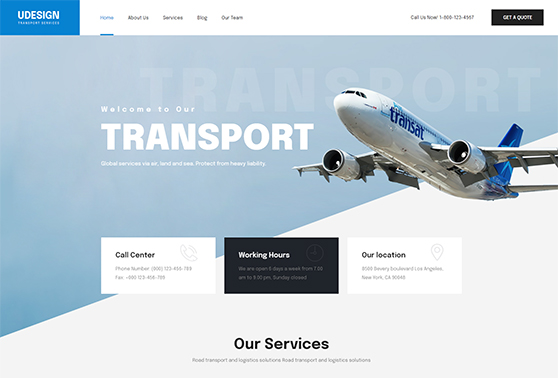 UDESIGN
TRANSPORT SERVICES
Home About Us Services Blog Our Team
Call Us Now: 1-888-123-4567
GET A QUOTE
TRANSPORT
Welcome to Our
TRANSPORT
Global services via air, land and sea. Protect from heavy liability.
transat
Call Center
Phone Number: (800) 123-456-789
Fax: +080 123-456-789
Working Hours
We are open 6 days a week from 7.00
am to 9.00 pm, Sunday closed
Our location
9569 Bevery boulevard Los Angeles,
New York, CA 90048
Our Services
Road transport and logistics solutions Road transport and logistics solutions